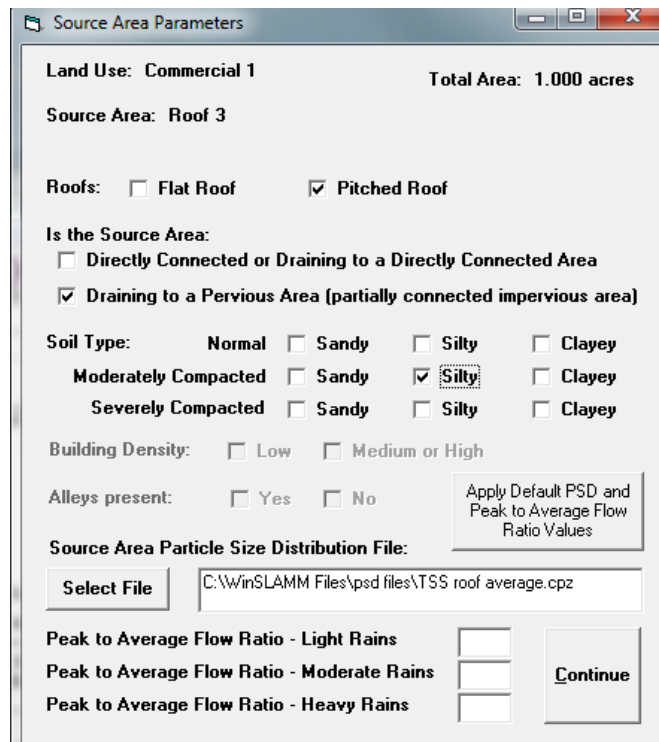 Source Area Parameters
Land Use: Commercial 1 Total Area: 1.000 acres
Source Area: Roof 3
Roofs: Flat Roof Pitched Roof
Is the Source Area:
Directly Connected or Draining to a Directly Connected Area
Draining to a Pervious Area (partially connected impervious area)
Soil Type: Normal Sandy Silty Clayey
Moderately Compacted Sandy Silty Clayey
Severely Compacted Sandy Silty Clayey
Building Density: Low Medium or High
Alleys present: Yes No
Apply Default PSD and
Peak to Average Flow
Ratio Values
Source Area Particle Size Distribution File:
Select File C:\WinSLAMM Files\psd files\TSS roof average.cpz
Peak to Average Flow Ratio - Light Rains
Peak to Average Flow Ratio - Moderate Rains
Peak to Average Flow Ratio - Heavy Rains
Continue